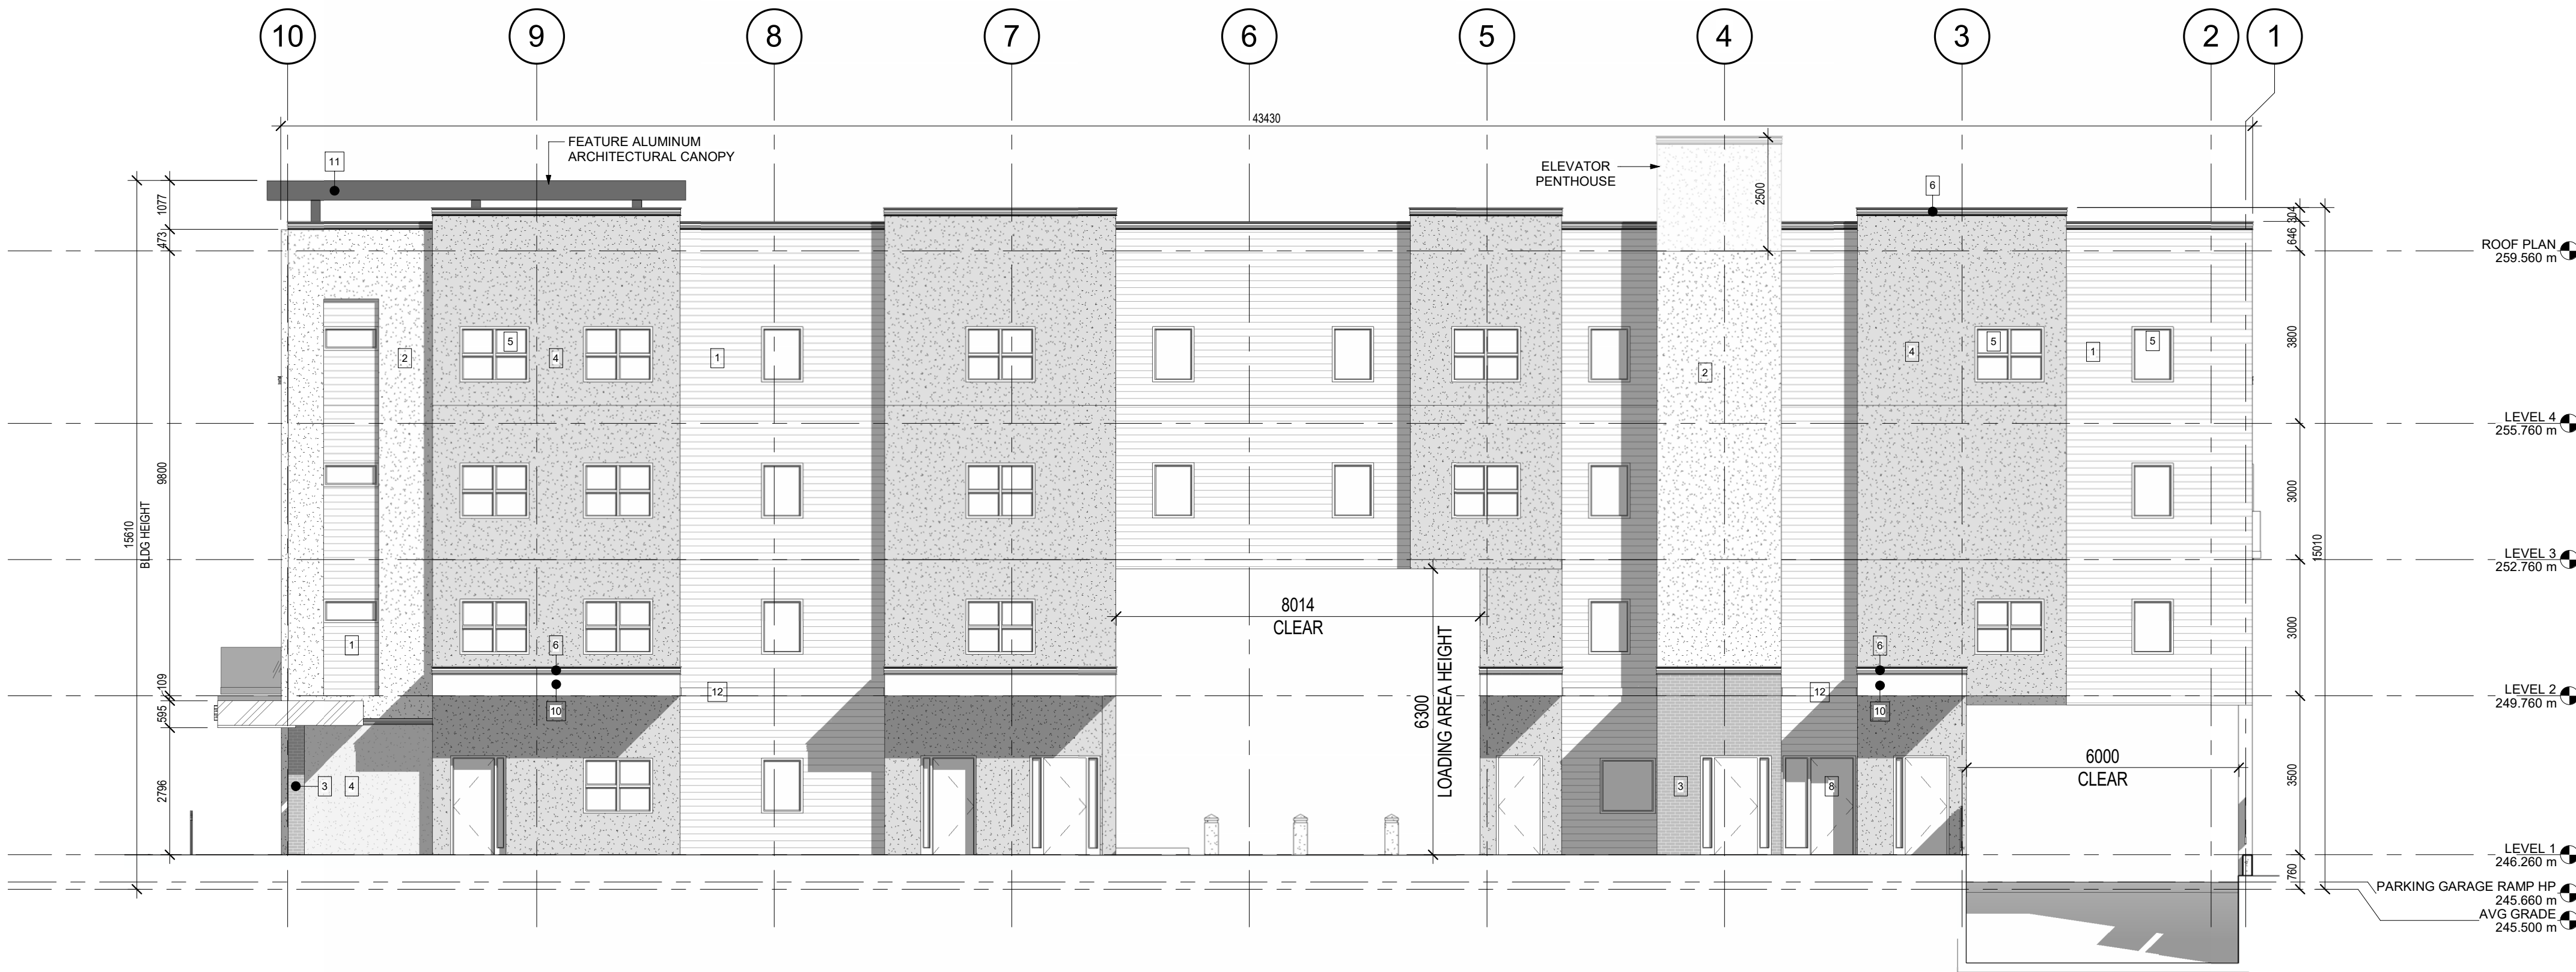 10
9
8
7
6
5
4
3
2
1
43430
FEATURE ALUMINUM
ARCHITECTURAL CANOPY
11
ELEVATOR
PENTHOUSE
2500
6
1077
473
304
646
ROOF PLAN
259.560 m
5
4
2
1
2
4
5
1
5
3800
LEVEL 4
255.760 m
9800
15610
BLDG HEIGHT
3000
15010
LEVEL 3
252.760 m
8014
CLEAR
6300
LOADING AREA HEIGHT
1
6
6
3000
109
12
12
10
10
LEVEL 2
249.760 m
595
2796
3
4
3
8
6000
CLEAR
3500
LEVEL 1
246.260 m
760
PARKING GARAGE RAMP HP
245.660 m
AVG GRADE
245.500 m